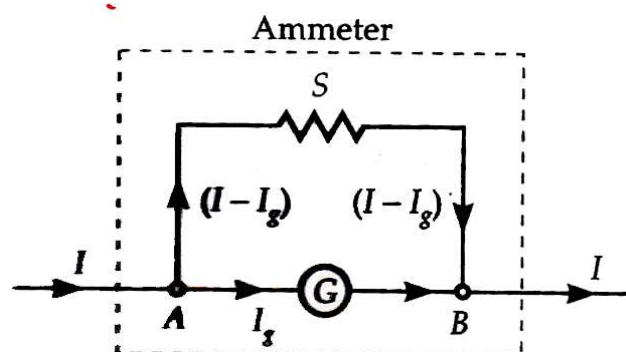 Ammeter
S
(I – I_g) (I – I_g)
I G I
A I_g B